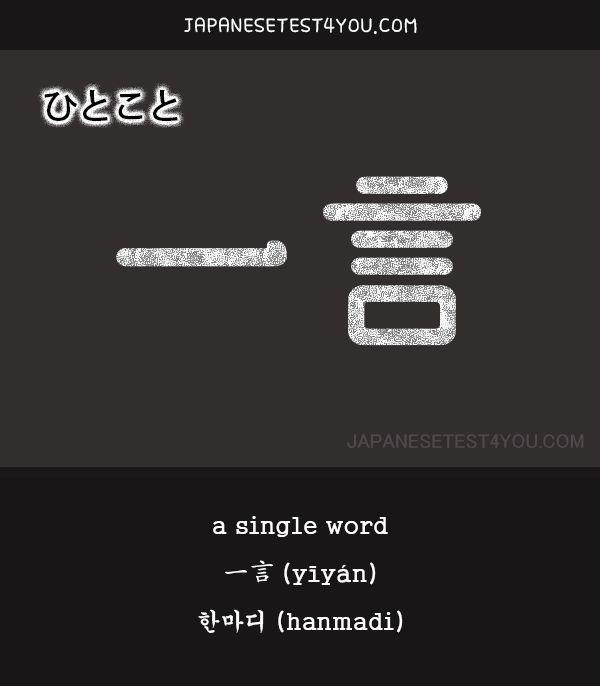 JAPANESETEST4YOU.COM
ひとこと
一言
JAPANESETEST4YOU.COM
a single word
一言 (yīyán)
한마디 (hanmadi)